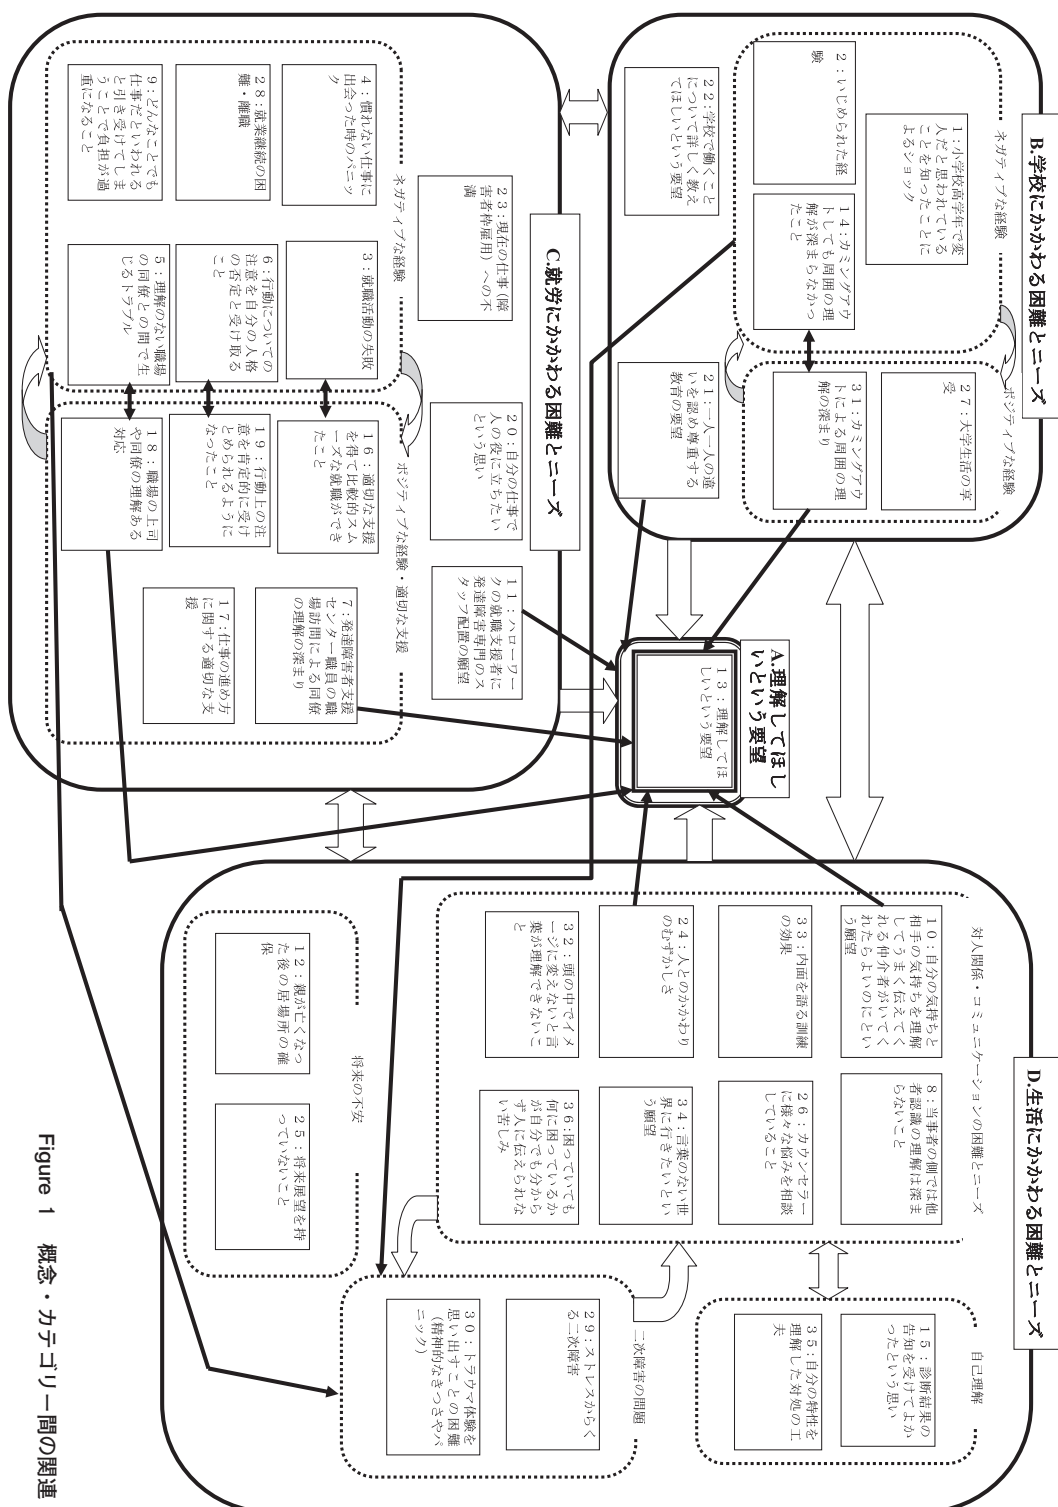 B.学校にかかわる困難とニーズ
ネガティブな経験
1:小学校高学年で変
人だと思われている
ことを知ったことに
よるショック
2:いじめられた経
験
14:カミングアウ
トしても周囲の理
解が深まらなかっ
たこと
ポジティブな経験
27:大学生活の享
受
31:カミングアウ
トによる周囲の理
解の深まり
22:学校で働くこと
について詳しく教え
てほしいという要望
21:一人一人の違
いを認め尊重する
教育の要望
A.理解してほし
いという要望
13:理解してほ
しいという要望
C.就労にかかわる困難とニーズ
23:現在の仕事(障
害者枠雇用)への不
満
20:自分の仕事で
人の役に立ちたい
という思い
11:ハローワー
クの就職支援者に
発達障害専門のス
タッフ配置の願望
ネガティブな経験
4:慣れない仕事に
出会った時のパニッ
ク
28:就業継続の困
難・離職
9:どんなことでも
仕事だといわれる
と引き受けてしま
うことで負担が過
重になること
3:就職活動の失敗
6:行動についての
注意を自分の人格
の否定と受け取る
こと
5:理解のない職場
の同僚との間で生
じるトラブル
ポジティブな経験・適切な支援
16:適切な支援
を得て比較的スム
ーズな就職ができ
たこと
19:行動上の注
意を肯定的に受け
とめられるように
なったこと
18:職場の上司
や同僚の理解ある
対応
7:発達障害者支援
センター職員の職
場訪問による同僚
の理解の深まり
17:仕事の進め方
に関する適切な支
援
D.生活にかかわる困難とニーズ
対人関係・コミュニケーションの困難とニーズ
10:自分の気持ちと
相手の気持ちを理解
してうまく伝えてく
れる仲介者がいてく
れたらよいのにとい
う願望
33:内面を語る訓練
の効果
24:人とのかかわり
のむずかしさ
32:頭の中でイメ
ージに変えないと言
葉が理解できないこ
と
8:当事者の側では他
者認識の理解は深ま
らないこと
26:カウンセラー
に様々な悩みを相談
していること
34:言葉のない世
界に行きたいとい
う願望
36:困っていても
何に困っているか
が自分でも分から
ず人に伝えられな
い苦しみ
自己理解
15:診断結果の
告知を受けてよか
ったという思い
35:自分の特性を
理解した対処の工
夫
二次障害の問題
29:ストレスからく
る二次障害
30:トラウマ体験を
思い出すことの困難
(精神的なきつさやパ
ニック)
将来の不安
12:親が亡くなっ
た後の居場所の確
保
25:将来展望を持
っていないこと
Figure 1 概念・カテゴリー間の関連